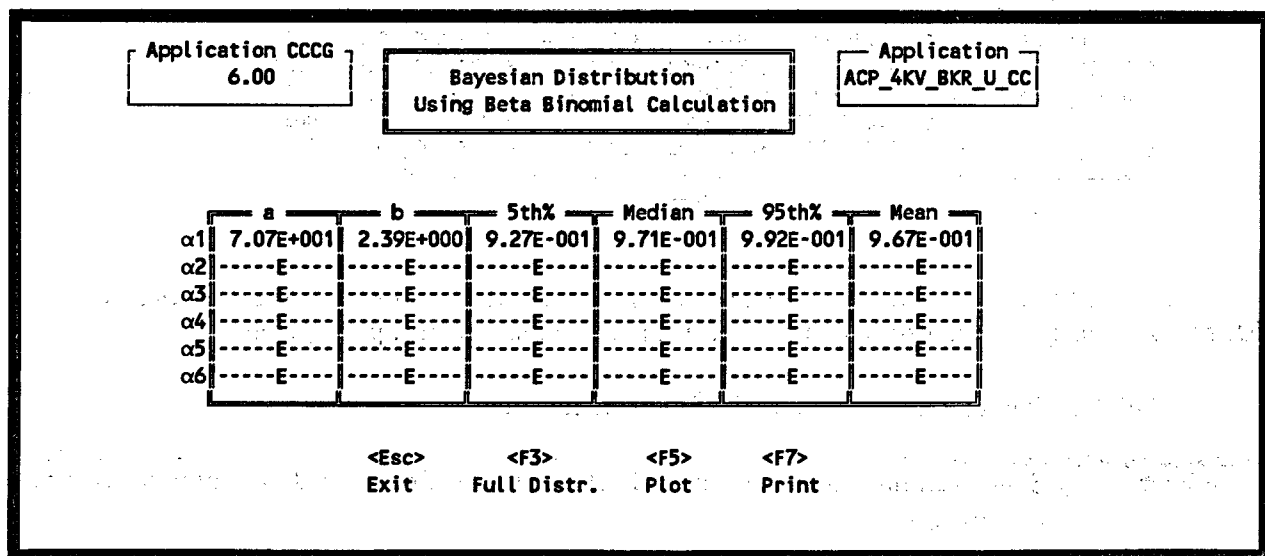 Application CCCG
6.00
Bayesian Distribution
Using Beta Binomial Calculation
Application
ACP_4KV_BKR_U_CC
a b 5th% Median 95th% Mean
α1 7.07E+001 2.39E+000 9.27E-001 9.71E-001 9.92E-001 9.67E-001
α2 -----E---- -----E---- -----E---- -----E---- -----E---- -----E----
α3 -----E---- -----E---- -----E---- -----E---- -----E---- -----E----
α4 -----E---- -----E---- -----E---- -----E---- -----E---- -----E----
α5 -----E---- -----E---- -----E---- -----E---- -----E---- -----E----
α6 -----E---- -----E---- -----E---- -----E---- -----E---- -----E----
<Esc> <F3> <F5> <F7>
Exit Full Distr. Plot Print